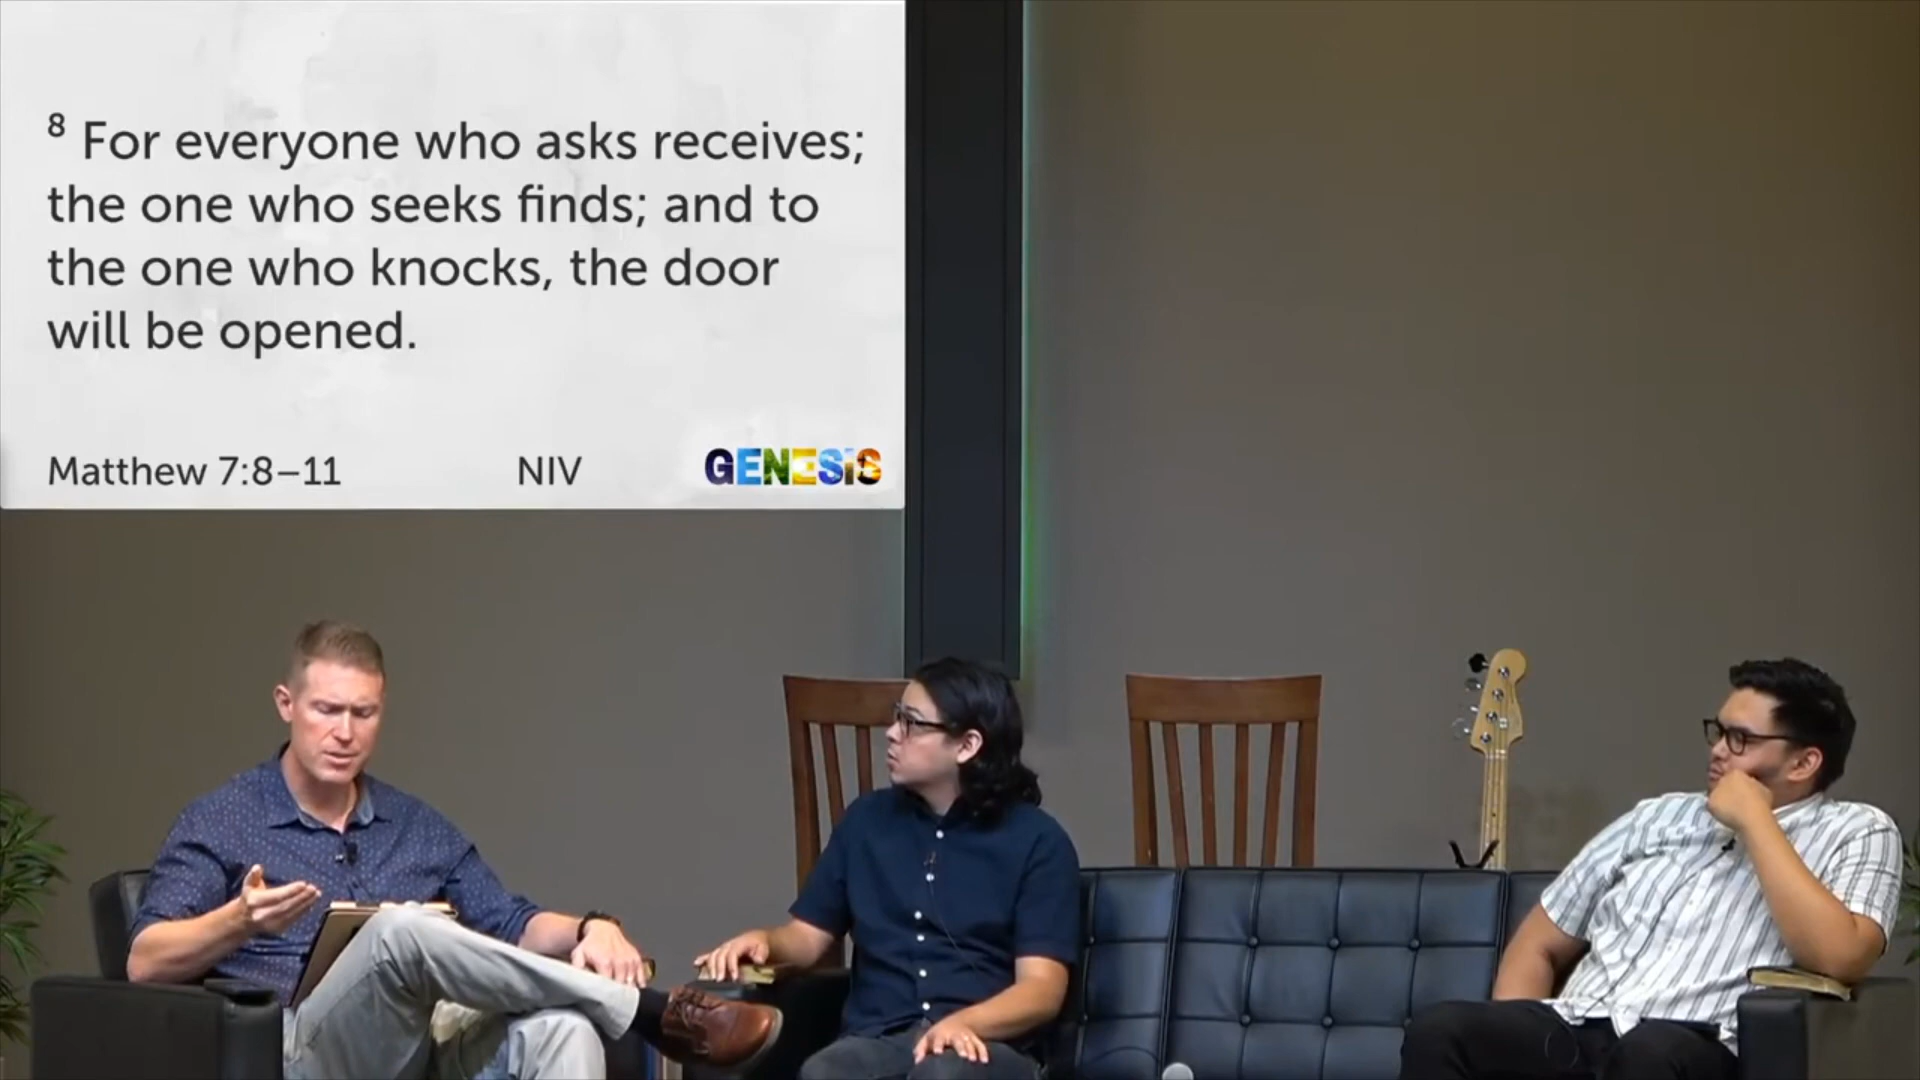 8 For everyone who asks receives;
the one who seeks finds; and to
the one who knocks, the door
will be opened.
Matthew 7:8–11 NIV GENESiS